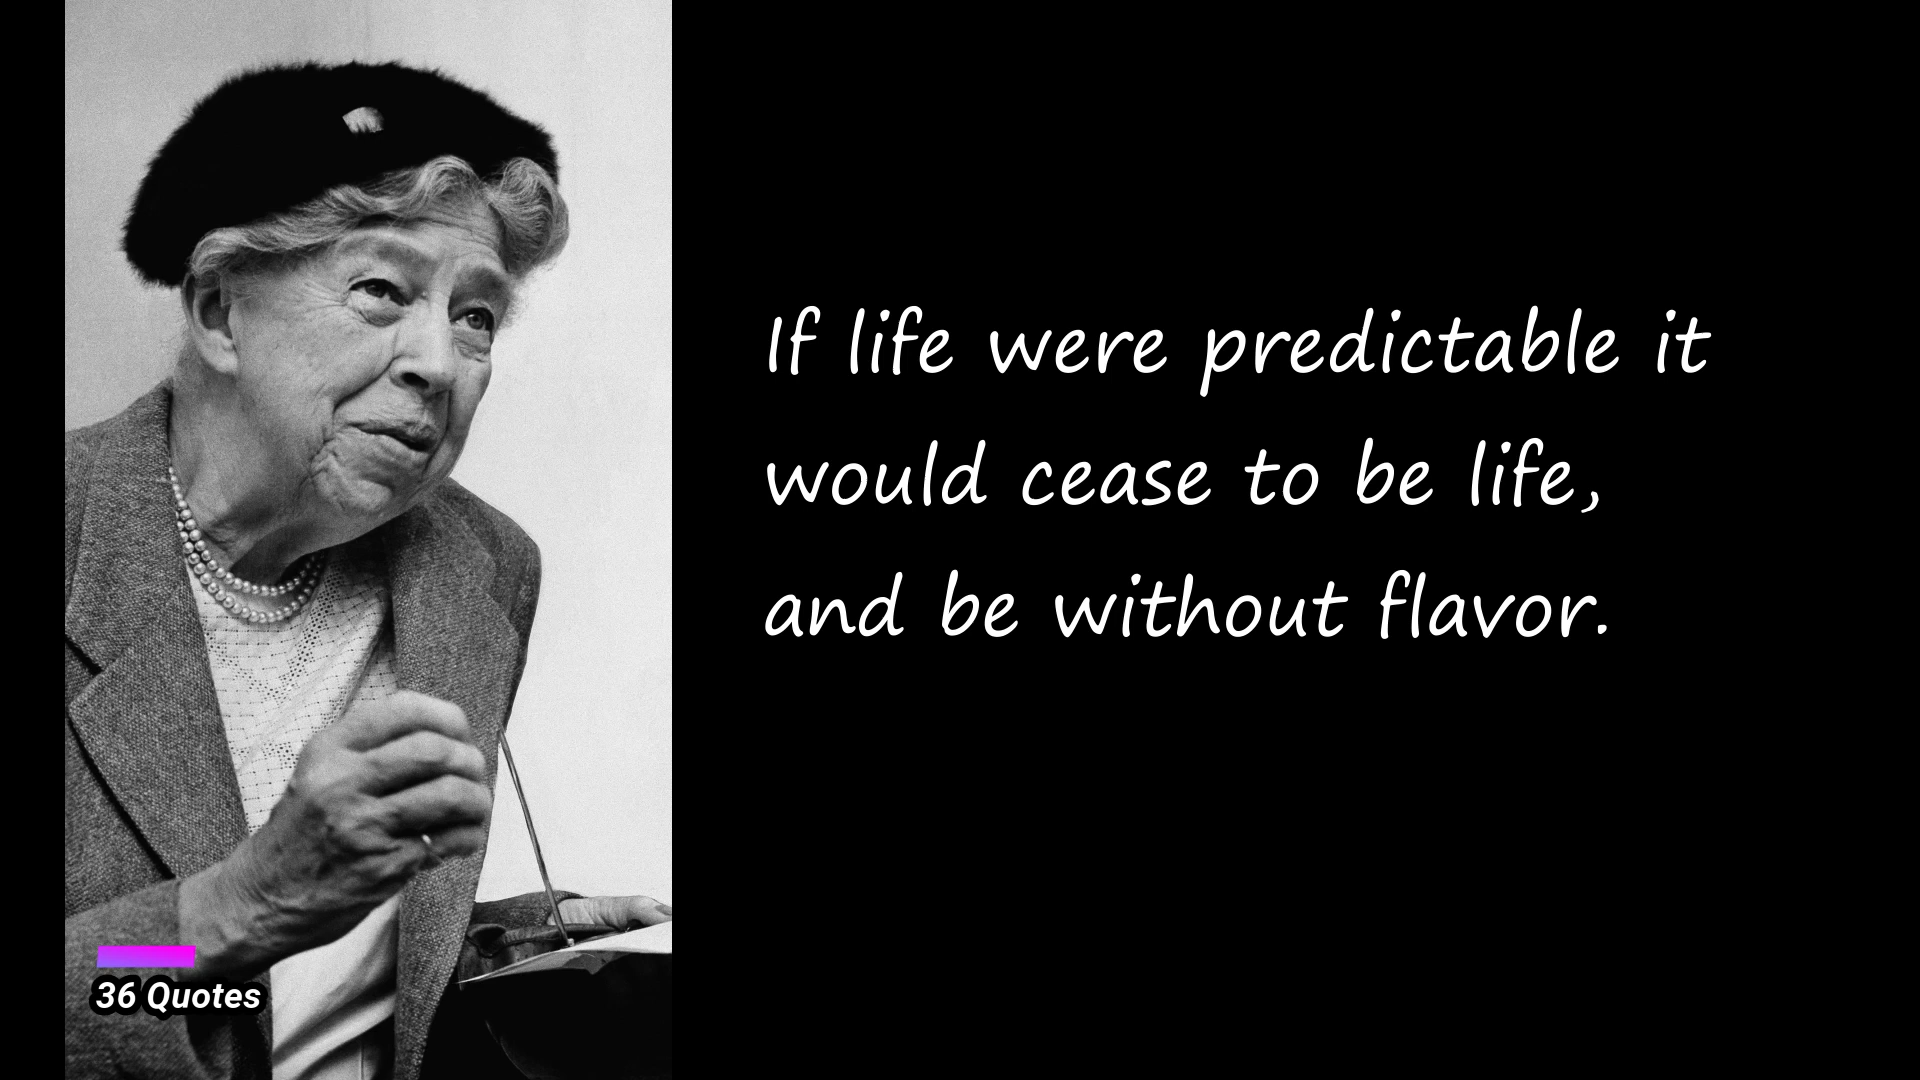 If life were predictable it
would cease to be life,
and be without flavor.
36 Quotes